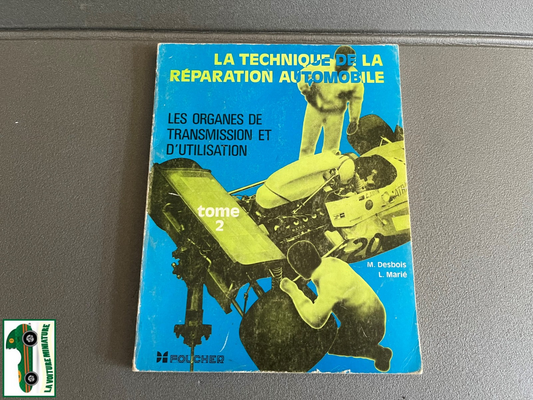 LA TECHNIQUE DE LA
RÉPARATION AUTOMOBILE
LES ORGANES DE
TRANSMISSION ET
D'UTILISATION
tome
2
20
M. Desbois
L. Marié
FOUCHER
LA VOITURE MINIATURE